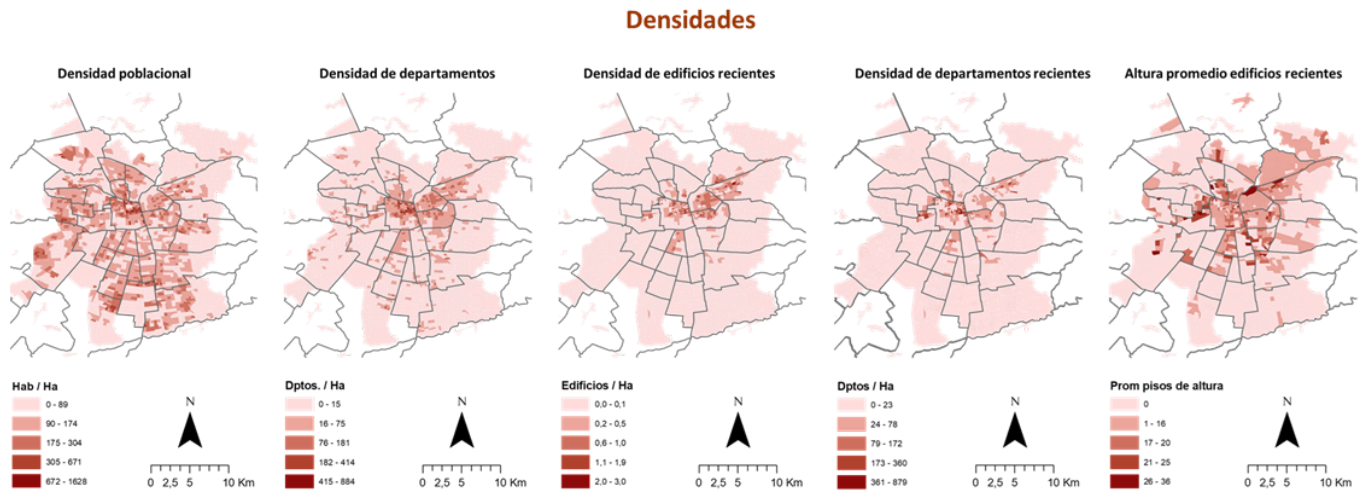 Densidades
Densidad poblacional
Densidad de departamentos
Densidad de edificios recientes
Densidad de departamentos recientes
Altura promedio edificios recientes
Hab / Ha
0 - 89
90 - 174
175 - 304
305 - 671
672 - 1628
N
0 2,5 5 10 Km
Dptos. / Ha
0 - 15
16 - 75
76 - 181
182 - 414
415 - 884
N
0 2,5 5 10 Km
Edificios / Ha
0,0 - 0,1
0,2 - 0,5
0,6 - 1,0
1,1 - 1,9
2,0 - 3,0
N
0 2,5 5 10 Km
Dptos / Ha
0 - 23
24 - 78
79 - 172
173 - 360
361 - 879
N
0 2,5 5 10 Km
Prom pisos de altura
0
1 - 16
17 - 20
21 - 25
26 - 36
N
0 2,5 5 10 Km